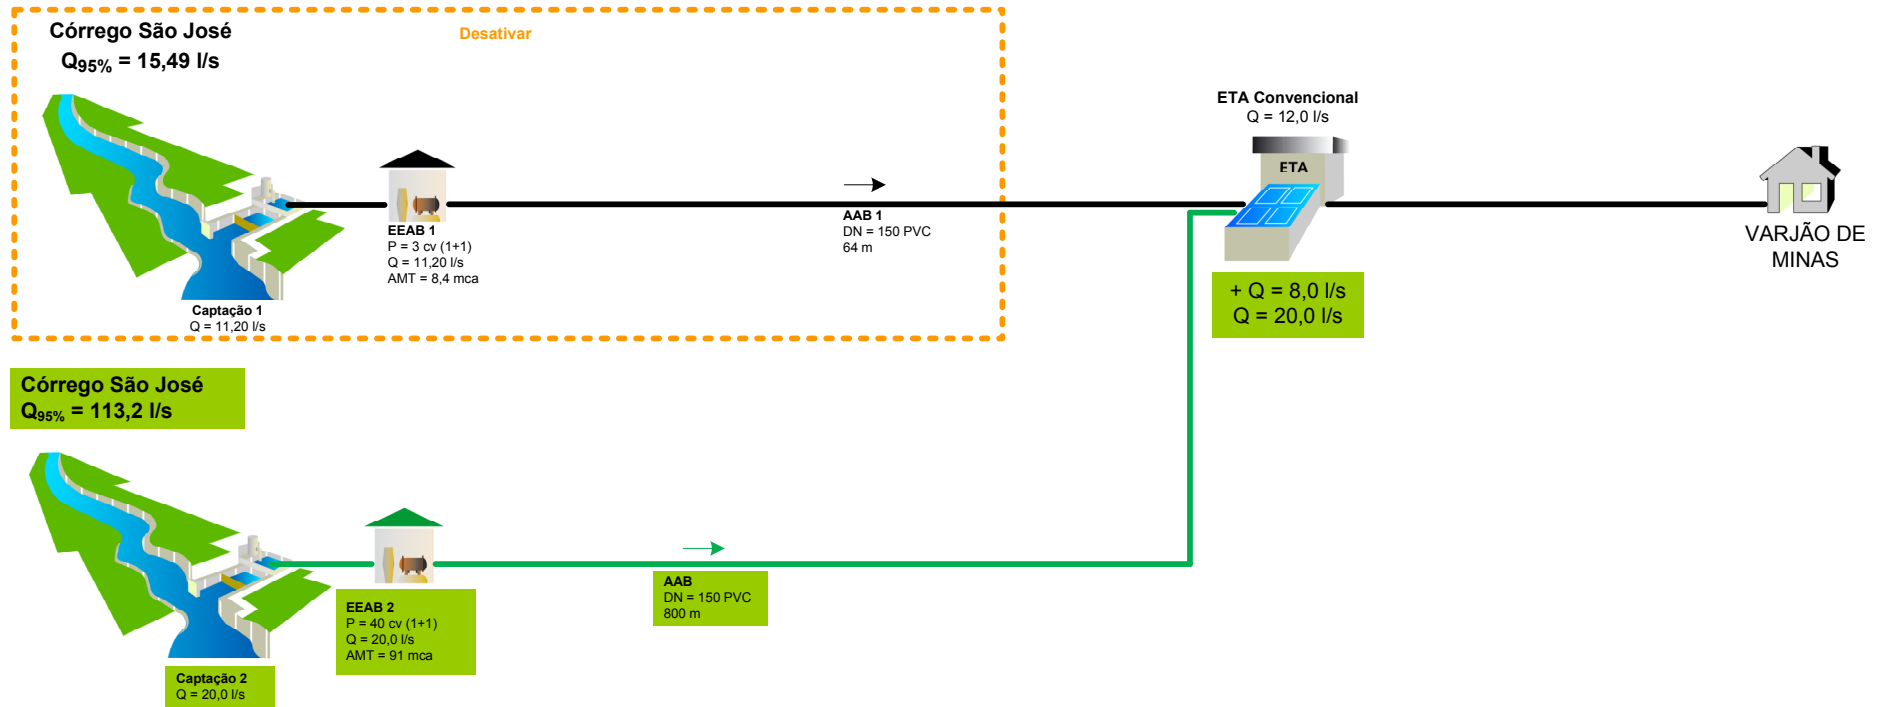 Córrego São José
Q95% = 15,49 l/s
Desativar
ETA Convencional
Q = 12,0 l/s
ETA
EEAB 1
P = 3 cv (1+1)
Q = 11,20 l/s
AMT = 8,4 mca
AAB 1
DN = 150 PVC
64 m
VARJÃO DE
MINAS
Captação 1
Q = 11,20 l/s
+ Q = 8,0 l/s
Q = 20,0 l/s
Córrego São José
Q95% = 113,2 l/s
EEAB 2
P = 40 cv (1+1)
Q = 20,0 l/s
AMT = 91 mca
AAB
DN = 150 PVC
800 m
Captação 2
Q = 20,0 l/s